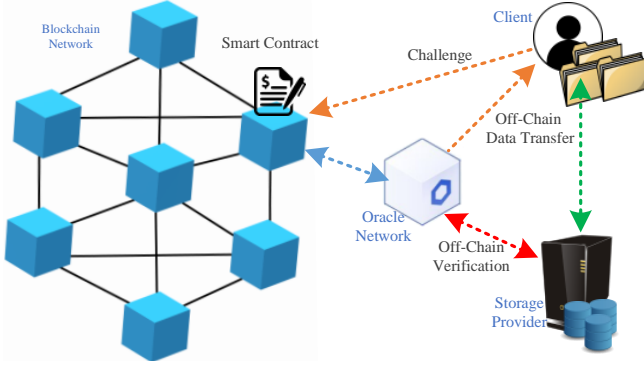 Blockchain
Network
Smart Contract
Client
Challenge
Off-Chain
Data Transfer
Oracle
Network
Off-Chain
Verification
Storage
Provider